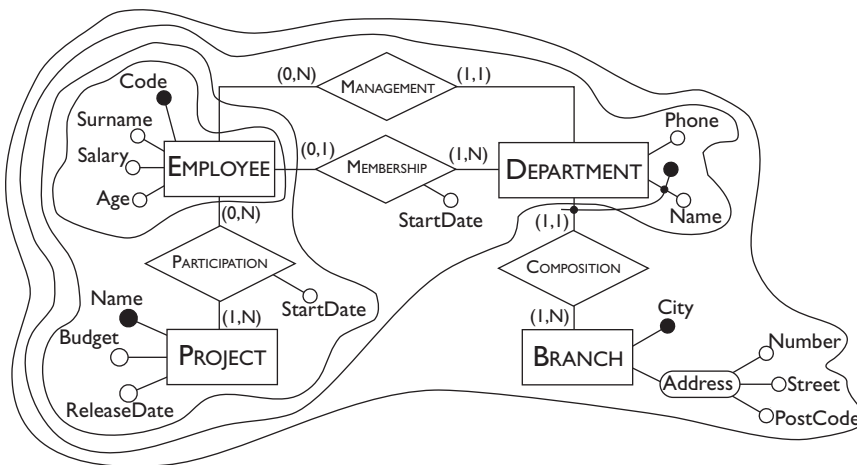 (0,N)
MANAGEMENT
(1,1)
Code
Surname
Salary
Age
EMPLOYEE
(0,1)
MEMBERSHIP
(1,N)
StartDate
DEPARTMENT
Phone
Name
(0,N)
PARTICIPATION
StartDate
(1,1)
COMPOSITION
Name
Budget
ReleaseDate
(1,N)
PROJECT
(1,N)
BRANCH
City
Address
Number
Street
PostCode